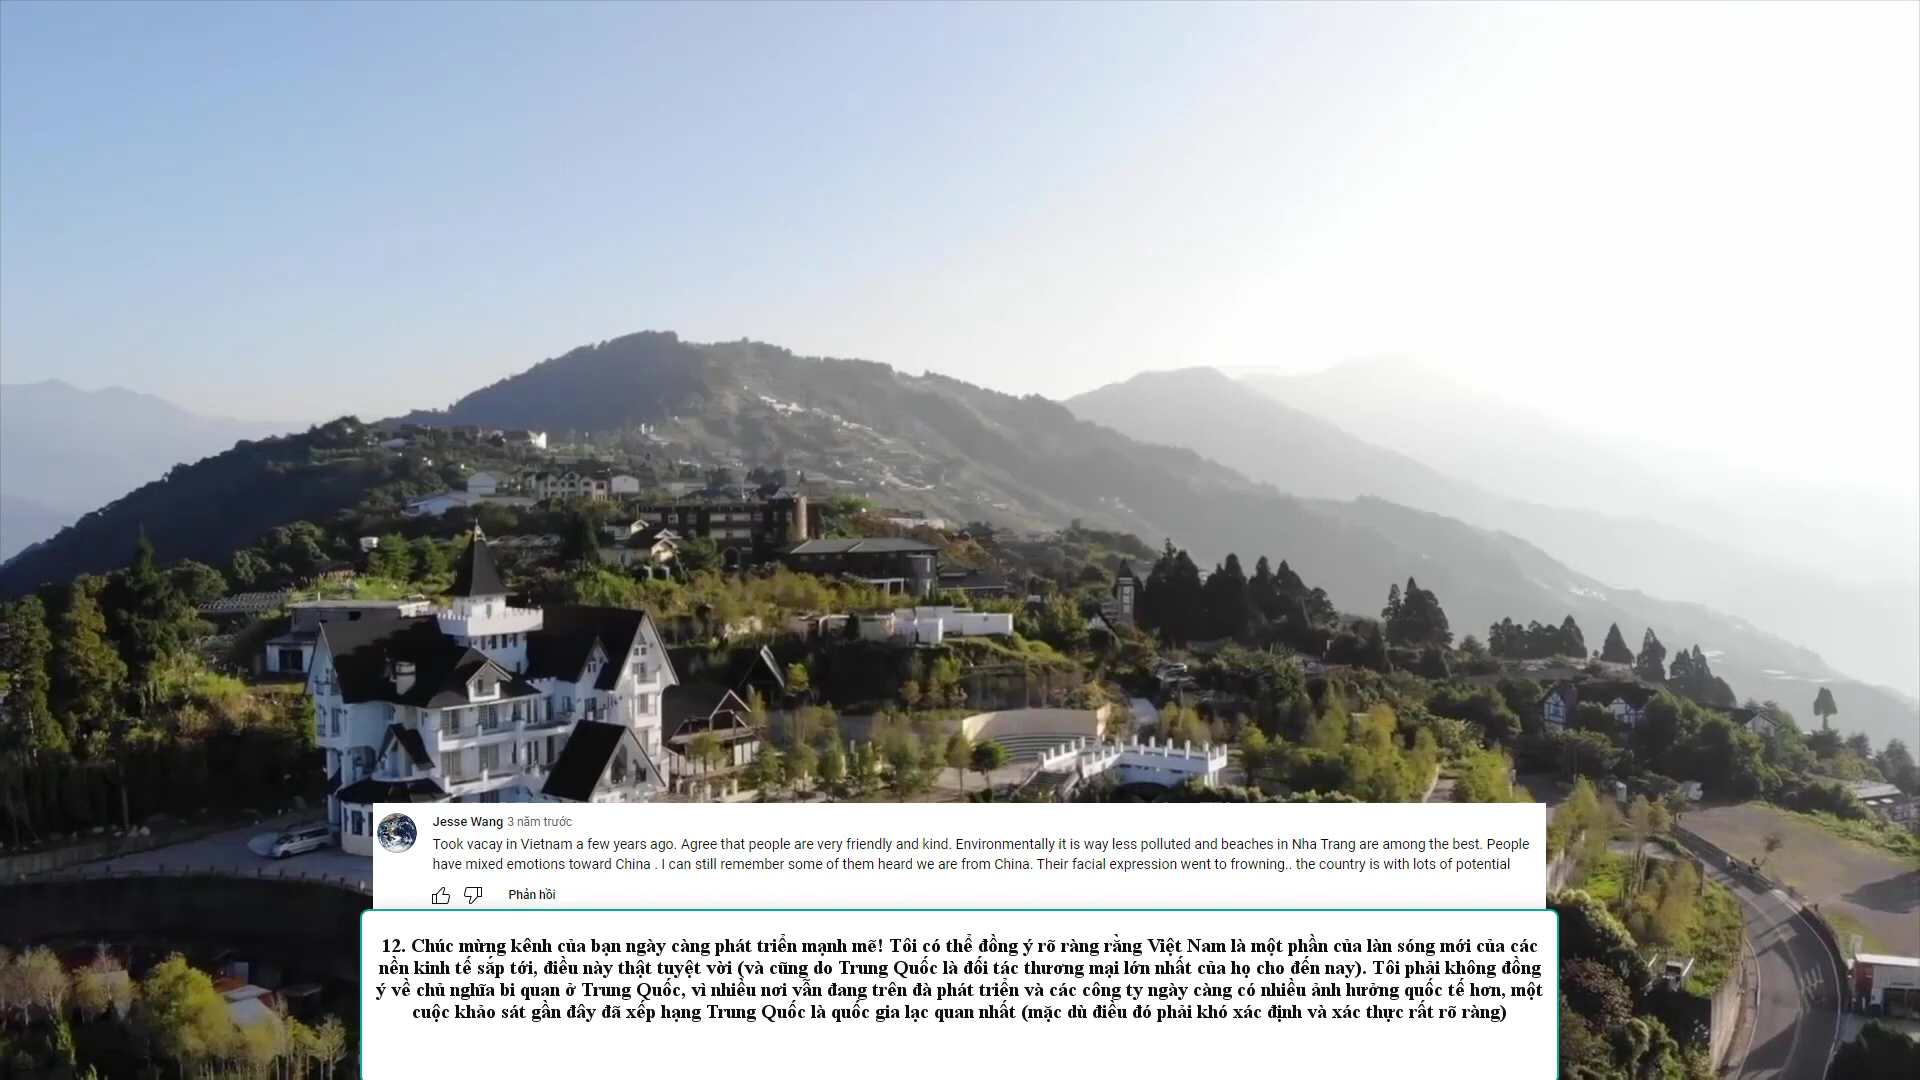 Jesse Wang 3 năm trước
Took vacay in Vietnam a few years ago. Agree that people are very friendly and kind. Environmentally it is way less polluted and beaches in Nha Trang are among the best. People
have mixed emotions toward China . I can still remember some of them heard we are from China. Their facial expression went to frowning.. the country is with lots of potential
Phản hồi
12. Chúc mừng kênh của bạn ngày càng phát triển mạnh mẽ! Tôi có thể đồng ý rõ ràng rằng Việt Nam là một phần của làn sóng mới của các
nền kinh tế sắp tới, điều này thật tuyệt vời (và cũng do Trung Quốc là đối tác thương mại lớn nhất của họ cho đến nay). Tôi phải không đồng
ý về chủ nghĩa bi quan ở Trung Quốc, vì nhiều nơi vẫn đang trên đà phát triển và các công ty ngày càng có nhiều ảnh hưởng quốc tế hơn, một
cuộc khảo sát gần đây đã xếp hạng Trung Quốc là quốc gia lạc quan nhất (mặc dù điều đó phải khó xác định và xác thực rất rõ ràng)